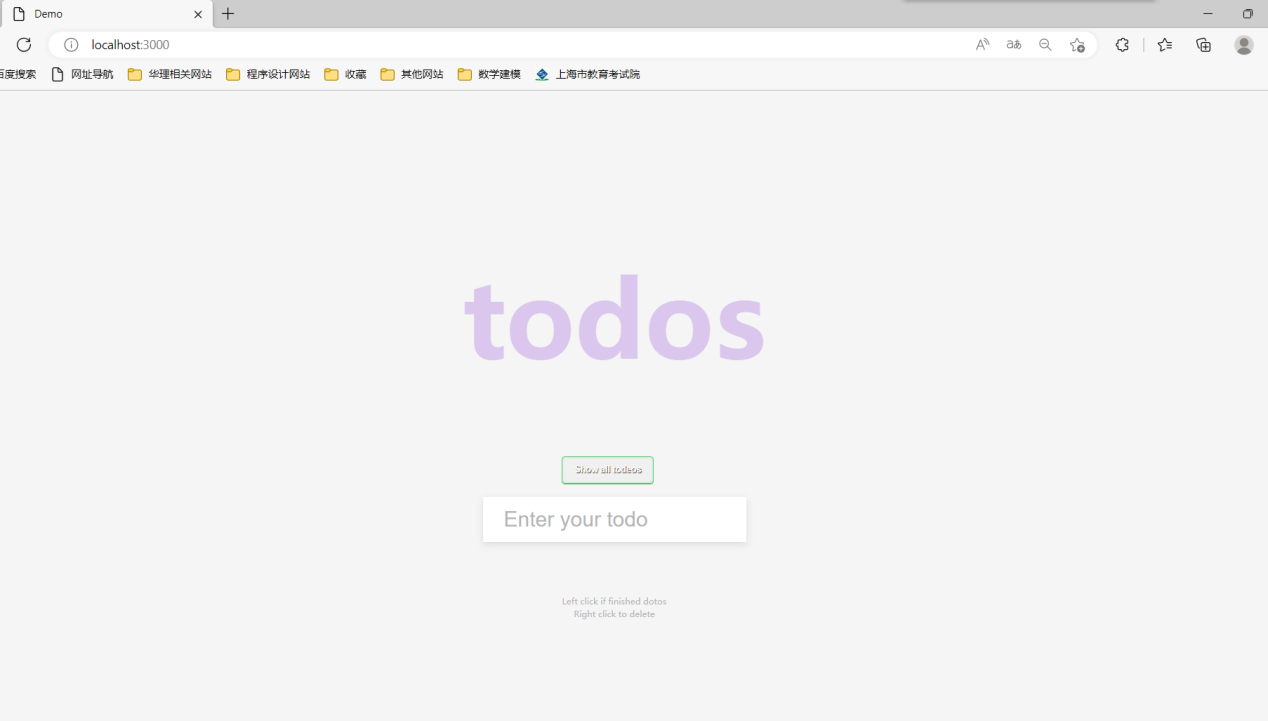 Demo
localhost:3000
百度搜索 网址导航 华理相关网站 程序设计网站 收藏 其他网站 数学建模 上海市教育考试院
todos
Show all todeos
Enter your todo
Left click if finished dotos
Right click to delete